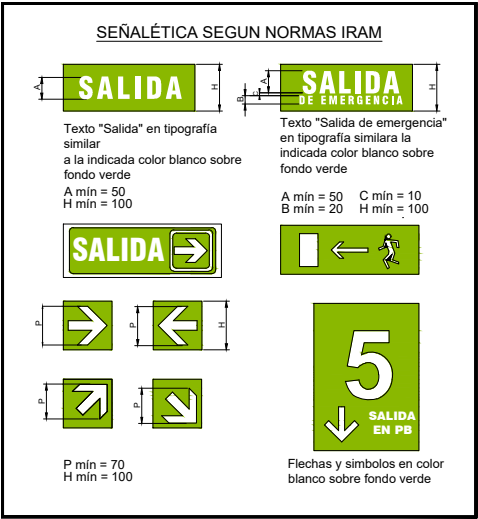 SEÑALÉTICA SEGUN NORMAS IRAM
A
SALIDA
H
A
C
B
SALIDA
DE EMERGENCIA
H
Texto "Salida" en tipografía
similar
a la indicada color blanco sobre
fondo verde
A mín = 50
H mín = 100
Texto "Salida de emergencia"
en tipografía similara la
indicada color blanco sobre
fondo verde
A mín = 50 C mín = 10
B mín = 20 H mín = 100
SALIDA
P
P
H
P
P
P mín = 70
H mín = 100
5
SALIDA
EN PB
Flechas y simbolos en color
blanco sobre fondo verde